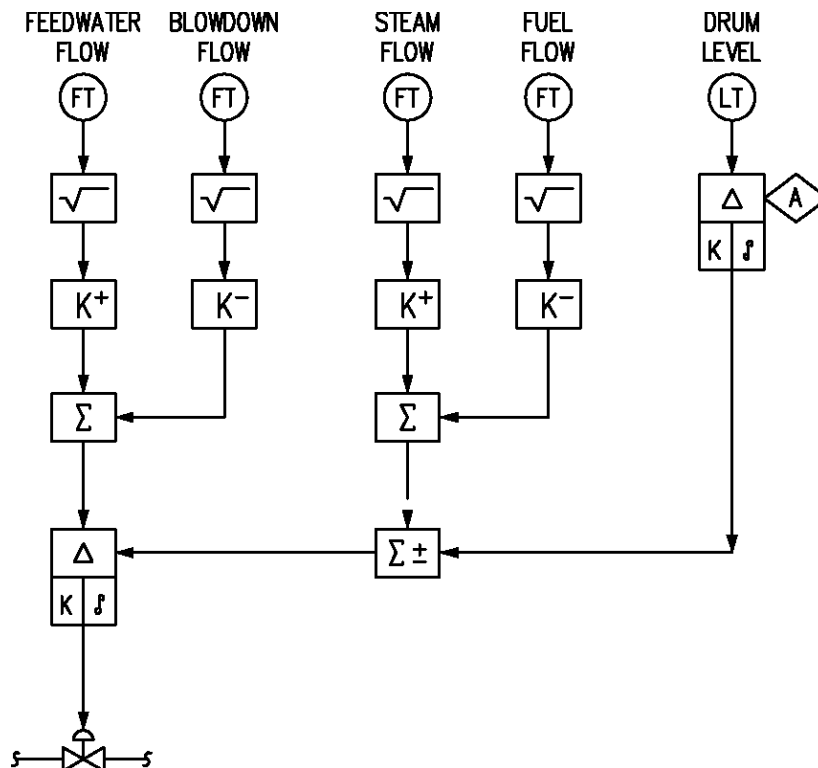 FEEDWATER FLOW
BLOWDOWN FLOW
STEAM FLOW
FUEL FLOW
DRUM LEVEL
FT
FT
FT
FT
LT
√
√
√
√
Δ
A
K ∫
K+
K−
K+
K−
Σ
Σ
Δ
Σ ±
K ∫